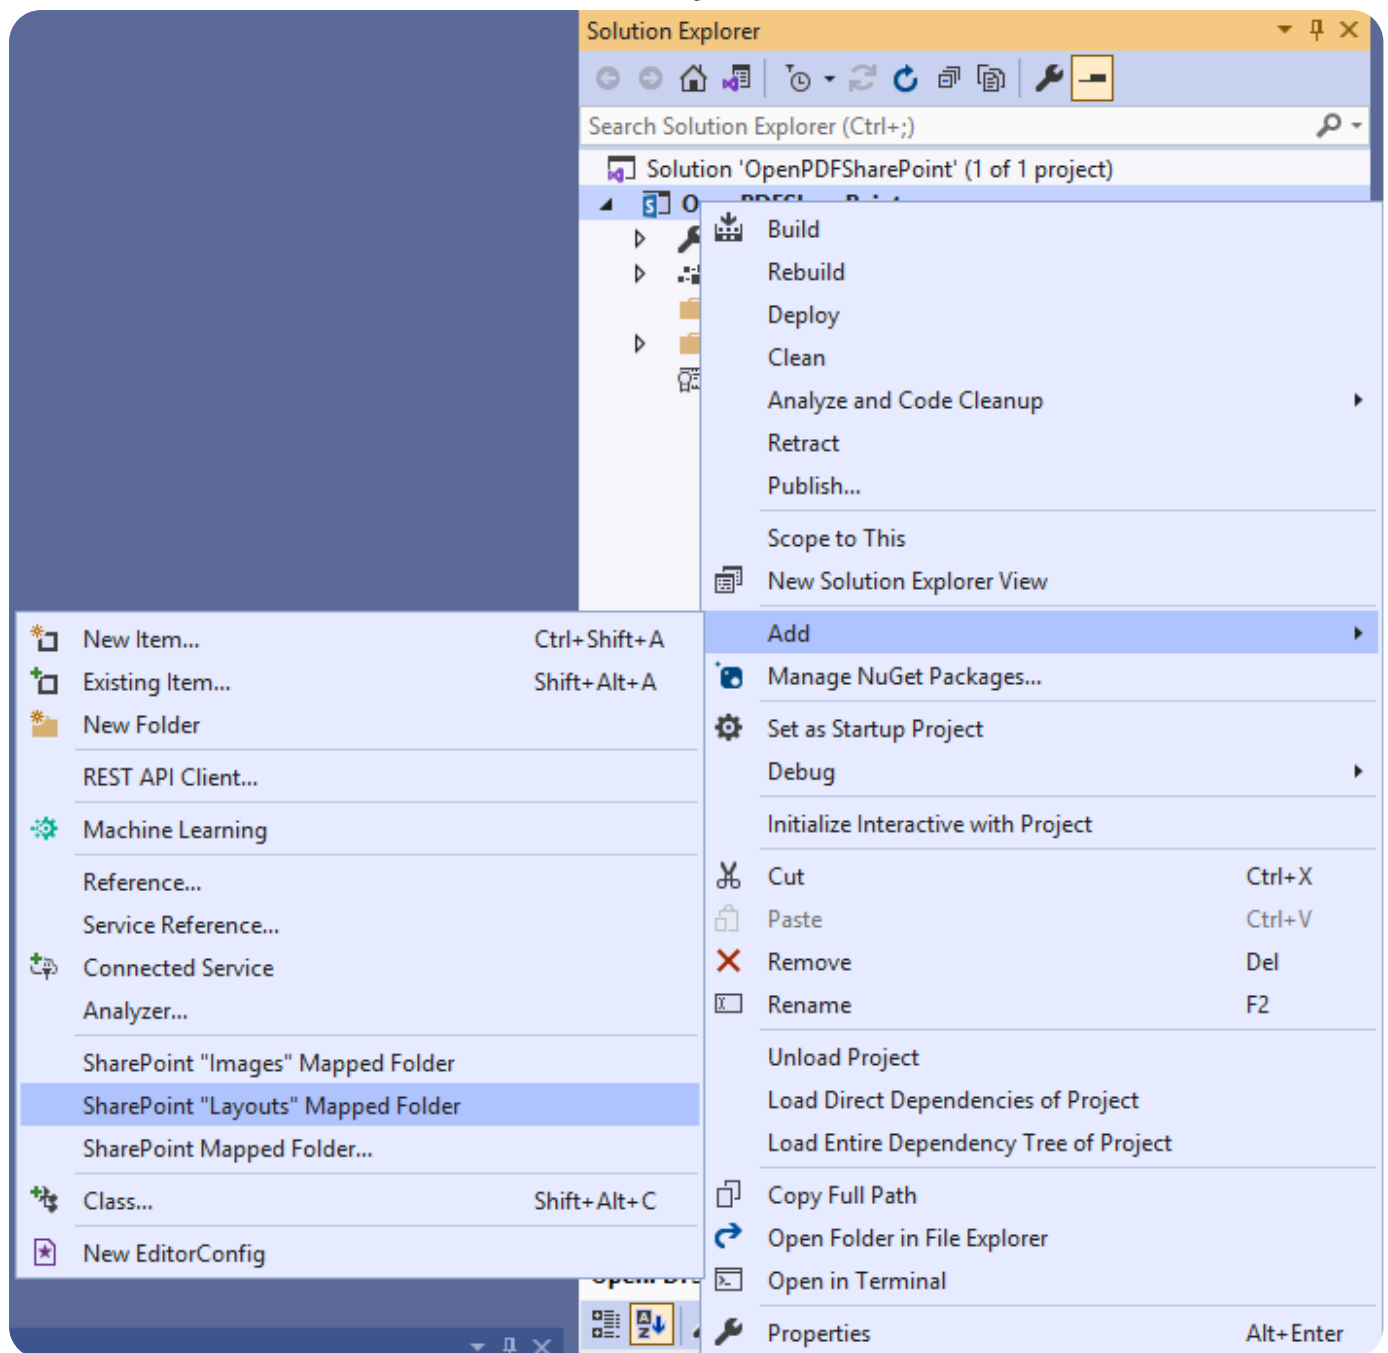 Solution Explorer
Search Solution Explorer (Ctrl+;)
Solution 'OpenPDFSharePoint' (1 of 1 project)
Build
Rebuild
Deploy
Clean
Analyze and Code Cleanup
Retract
Publish...
Scope to This
New Solution Explorer View
Add
Manage NuGet Packages...
Set as Startup Project
Debug
Initialize Interactive with Project
Cut Ctrl+X
Paste Ctrl+V
Remove Del
Rename F2
Unload Project
Load Direct Dependencies of Project
Load Entire Dependency Tree of Project
Copy Full Path
Open Folder in File Explorer
Open in Terminal
Properties Alt+Enter
New Item... Ctrl+Shift+A
Existing Item... Shift+Alt+A
New Folder
REST API Client...
Machine Learning
Reference...
Service Reference...
Connected Service
Analyzer...
SharePoint "Images" Mapped Folder
SharePoint "Layouts" Mapped Folder
SharePoint Mapped Folder...
Class... Shift+Alt+C
New EditorConfig